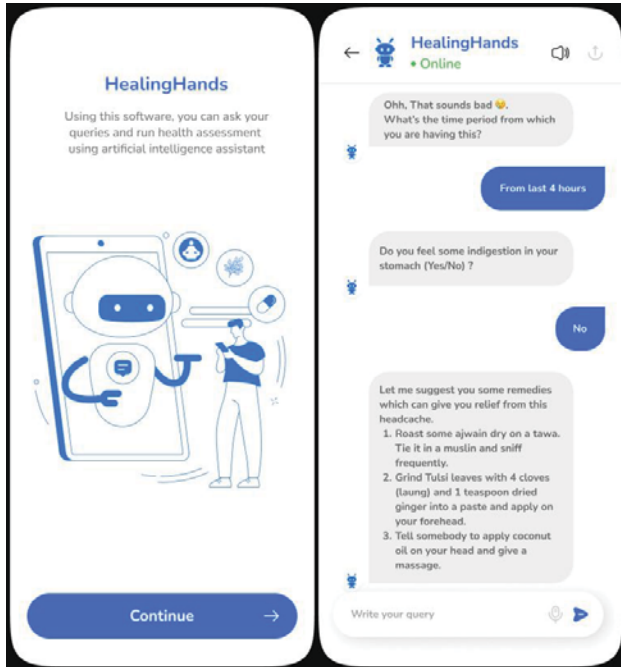 HealingHands
Using this software, you can ask your
queries and run health assessment
using artificial intelligence assistant
Continue
HealingHands
• Online
Ohh, That sounds bad 😥.
What's the time period from which
you are having this?
From last 4 hours
Do you feel some indigestion in your
stomach (Yes/No) ?
No
Let me suggest you some remedies
which can give you relief from this
headcache.
1. Roast some ajwain dry on a tawa.
Tie it in a muslin and sniff
frequently.
2. Grind Tulsi leaves with 4 cloves
(laung) and 1 teaspoon dried
ginger into a paste and apply on
your forehead.
3. Tell somebody to apply coconut
oil on your head and give a
massage.
Write your query